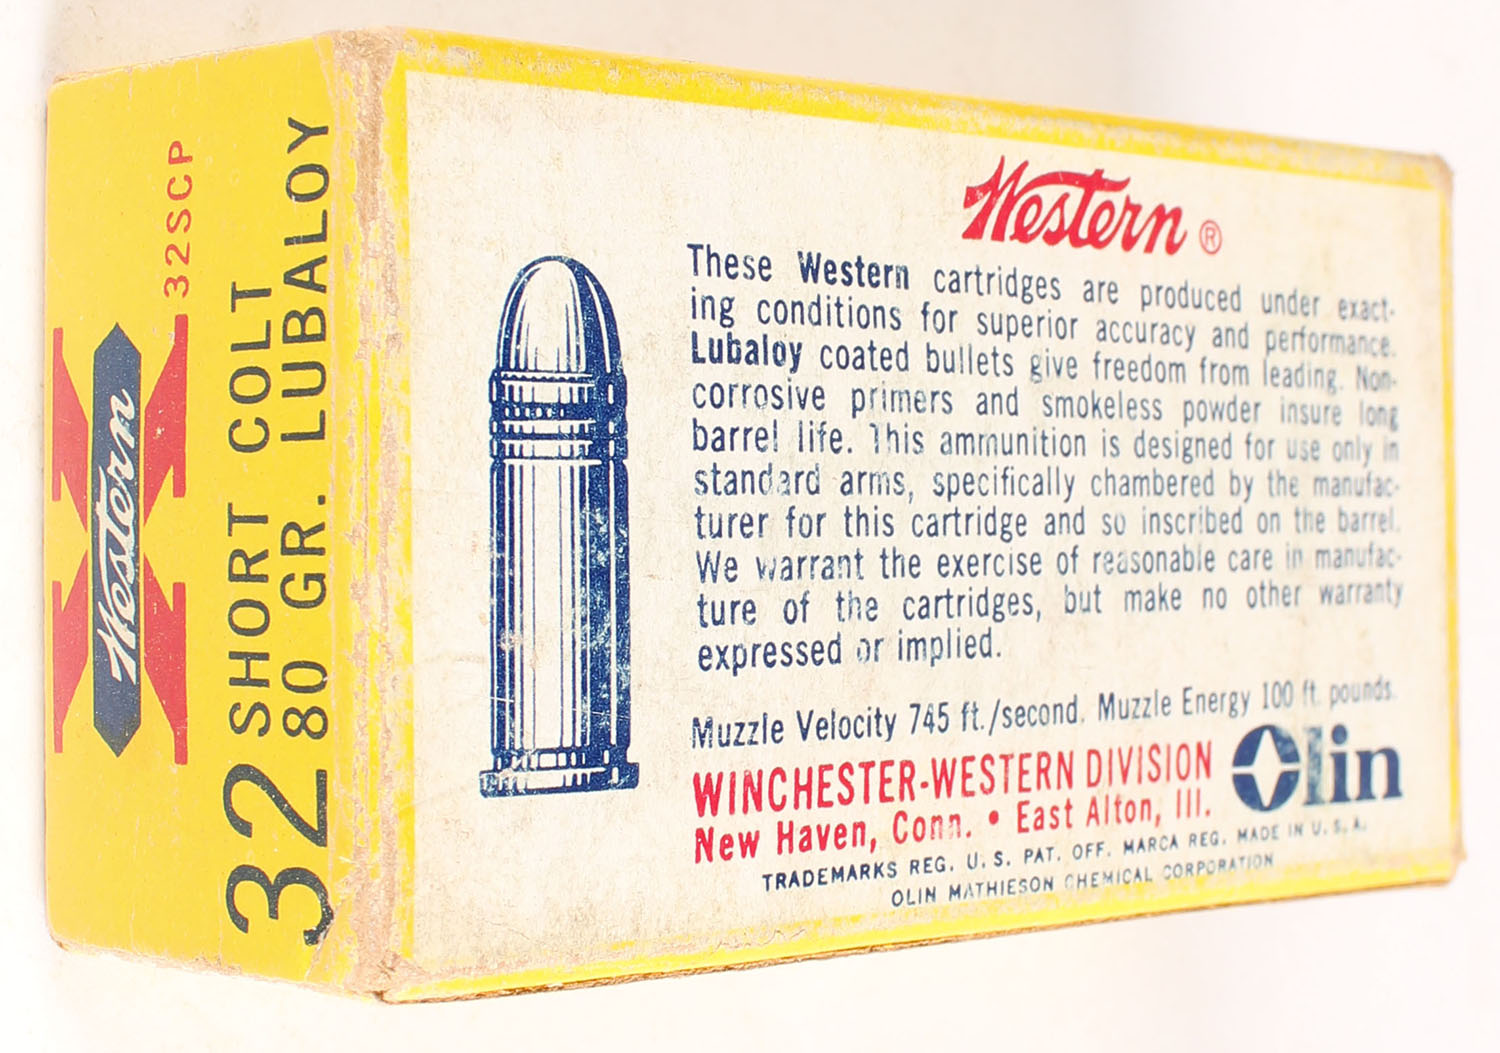 Western
32SCP
32 SHORT COLT
80 GR. LUBALOY
Western ®
These Western cartridges are produced under exact-
ing conditions for superior accuracy and performance.
Lubaloy coated bullets give freedom from leading. Non-
corrosive primers and smokeless powder insure long
barrel life. This ammunition is designed for use only in
standard arms, specifically chambered by the manufac-
turer for this cartridge and so inscribed on the barrel.
We warrant the exercise of reasonable care in manufac-
ture of the cartridges, but make no other warranty
expressed or implied.
Muzzle Velocity 745 ft./second. Muzzle Energy 100 ft. pounds.
WINCHESTER-WESTERN DIVISION
New Haven, Conn. • East Alton, Ill.
Olin
TRADEMARKS REG. U.S. PAT. OFF. MARCA REG. MADE IN U.S.A.
OLIN MATHIESON CHEMICAL CORPORATION